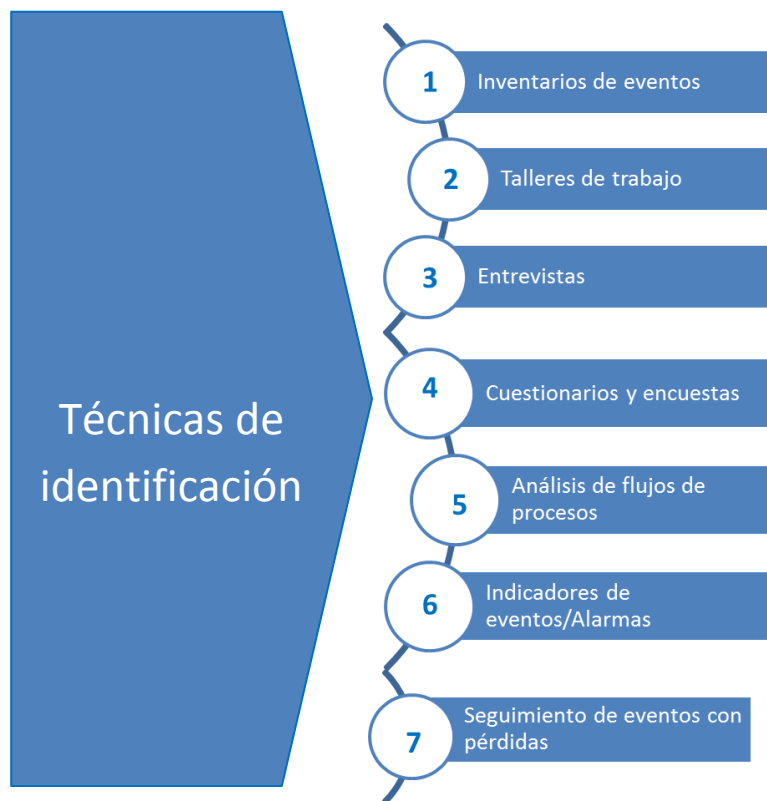 Técnicas de
identificación
1
Inventarios de eventos
2
Talleres de trabajo
3
Entrevistas
4
Cuestionarios y encuestas
5
Análisis de flujos de
procesos
6
Indicadores de
eventos/Alarmas
7
Seguimiento de eventos con
pérdidas